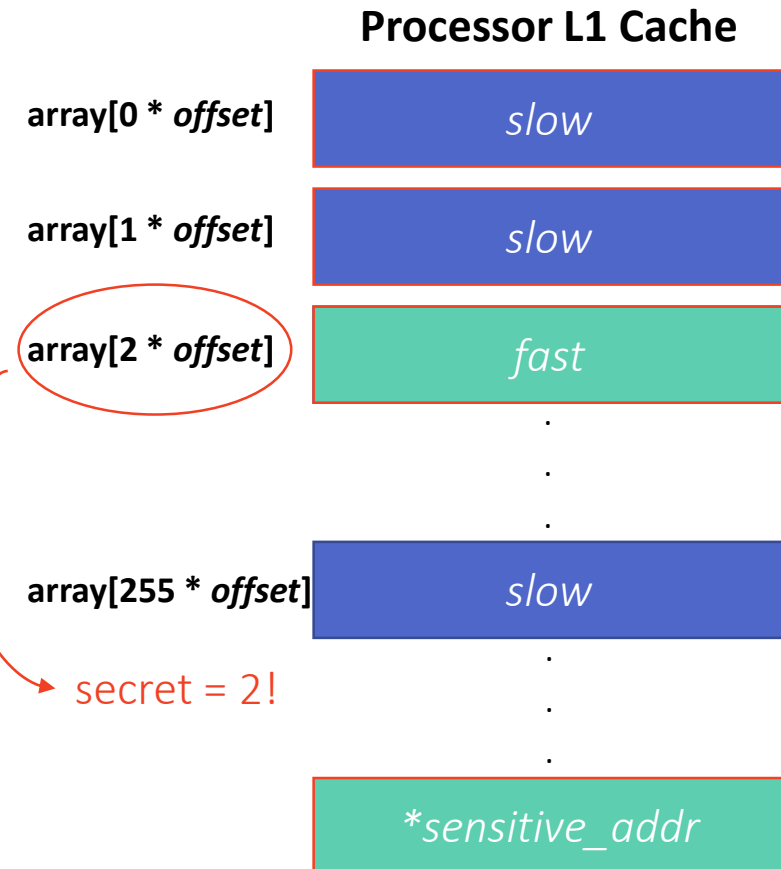 Processor L1 Cache
array[0 * offset] slow
array[1 * offset] slow
array[2 * offset] fast
.
.
.
array[255 * offset] slow
.
secret = 2!
.
.
*sensitive_addr